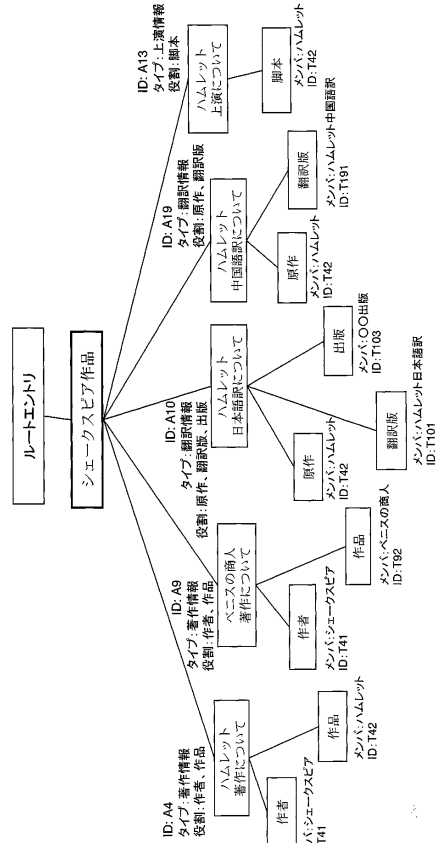 ルートエントリ
シェークスピア作品
ID: A4
タイプ:著作情報
役割:作者、作品
ハムレット
著作について
作者
バ:シェークスピア
T41
作品
メンバ:ハムレット
ID:T42
ID: A9
タイプ:著作情報
役割:作者、作品
ベニスの商人
著作について
作者
メンバ:シェークスピア
ID:T41
作品
メンバ:ベニスの商人
ID:T92
ID: A10
タイプ:翻訳情報
役割:原作、翻訳版、出版
ハムレット
日本語訳について
原作
メンバ:ハムレット
ID:T42
翻訳版
メンバ:ハムレット日本語訳
ID:T101
出版
メンバ:〇〇出版
ID:T103
ID: A19
タイプ:翻訳情報
役割:原作、翻訳版
ハムレット
中国語訳について
原作
メンバ:ハムレット
ID:T42
翻訳版
メンバ:ハムレット中国語訳
ID:T191
ID: A13
タイプ:上演情報
役割:脚本
ハムレット
上演について
脚本
メンバ:ハムレット
ID:T42